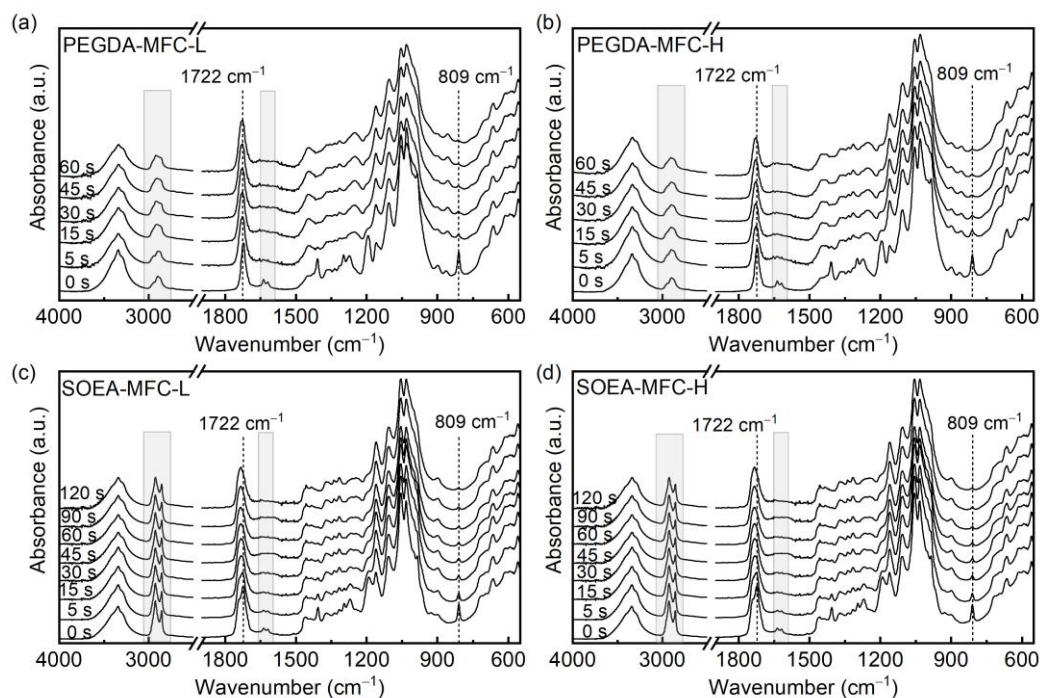 (a)
PEGDA-MFC-L
1722 cm⁻¹
809 cm⁻¹
60 s
45 s
30 s
15 s
5 s
0 s
Absorbance (a.u.)
4000 3000 1800 1500 1200 900 600
Wavenumber (cm⁻¹)
(b)
PEGDA-MFC-H
1722 cm⁻¹
809 cm⁻¹
60 s
45 s
30 s
15 s
5 s
0 s
Absorbance (a.u.)
4000 3000 1800 1500 1200 900 600
Wavenumber (cm⁻¹)
(c)
SOEA-MFC-L
1722 cm⁻¹
809 cm⁻¹
120 s
90 s
60 s
45 s
30 s
15 s
5 s
0 s
Absorbance (a.u.)
4000 3000 1800 1500 1200 900 600
Wavenumber (cm⁻¹)
(d)
SOEA-MFC-H
1722 cm⁻¹
809 cm⁻¹
120 s
90 s
60 s
45 s
30 s
15 s
5 s
0 s
Absorbance (a.u.)
4000 3000 1800 1500 1200 900 600
Wavenumber (cm⁻¹)